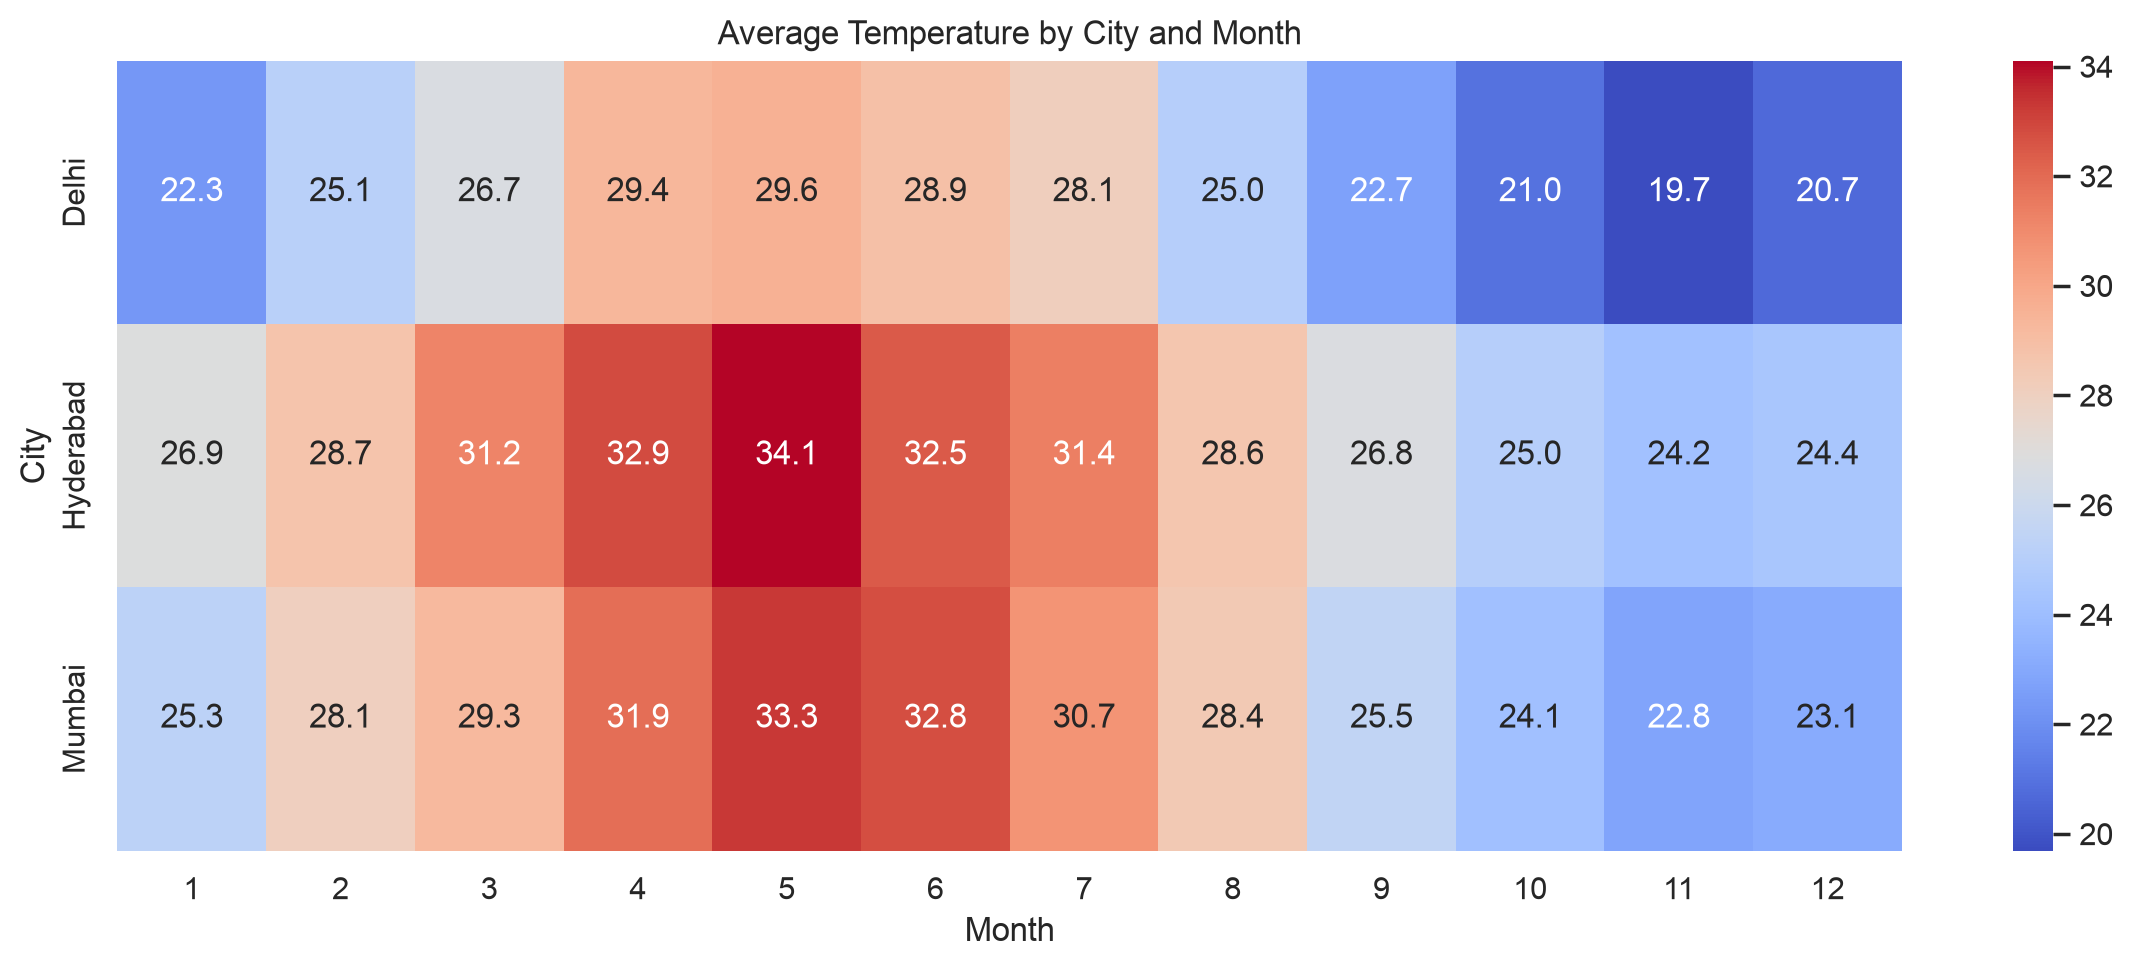 Average Temperature by City and Month
City
Delhi
22.3 25.1 26.7 29.4 29.6 28.9 28.1 25.0 22.7 21.0 19.7 20.7
Hyderabad
26.9 28.7 31.2 32.9 34.1 32.5 31.4 28.6 26.8 25.0 24.2 24.4
Mumbai
25.3 28.1 29.3 31.9 33.3 32.8 30.7 28.4 25.5 24.1 22.8 23.1
1 2 3 4 5 6 7 8 9 10 11 12
Month
34
32
30
28
26
24
22
20